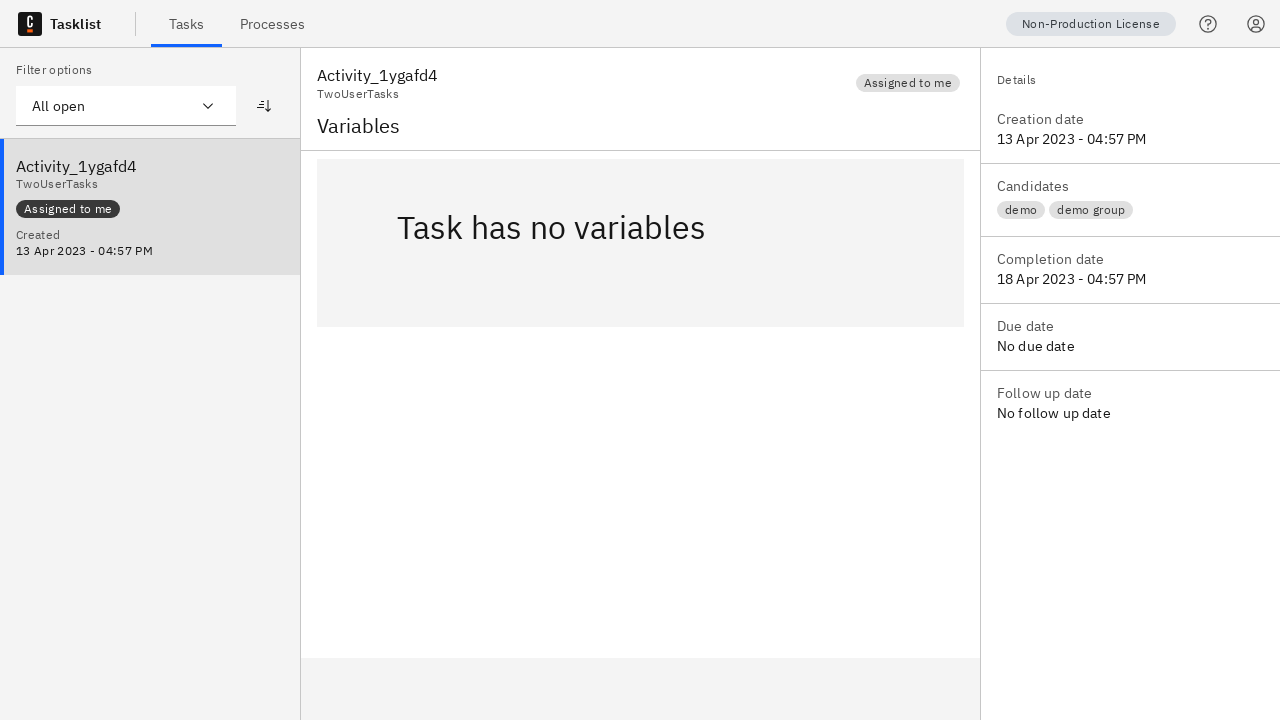 Tasklist
Tasks
Processes
Non-Production License
Filter options
All open
Activity_1ygafd4
TwoUserTasks
Assigned to me
Created
13 Apr 2023 - 04:57 PM
Activity_1ygafd4
TwoUserTasks
Assigned to me
Variables
Task has no variables
Details
Creation date
13 Apr 2023 - 04:57 PM
Candidates
demo demo group
Completion date
18 Apr 2023 - 04:57 PM
Due date
No due date
Follow up date
No follow up date